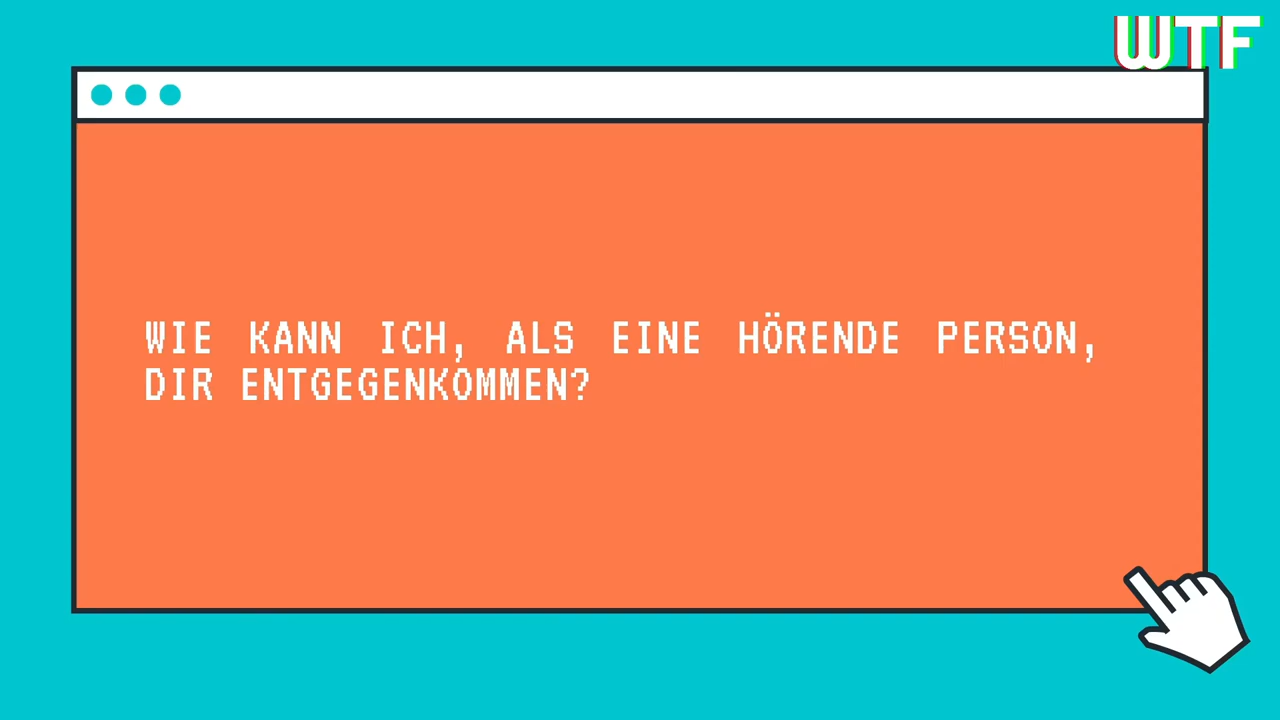 WTF
WIE KANN ICH, ALS EINE HÖRENDE PERSON,
DIR ENTGEGENKOMMEN?